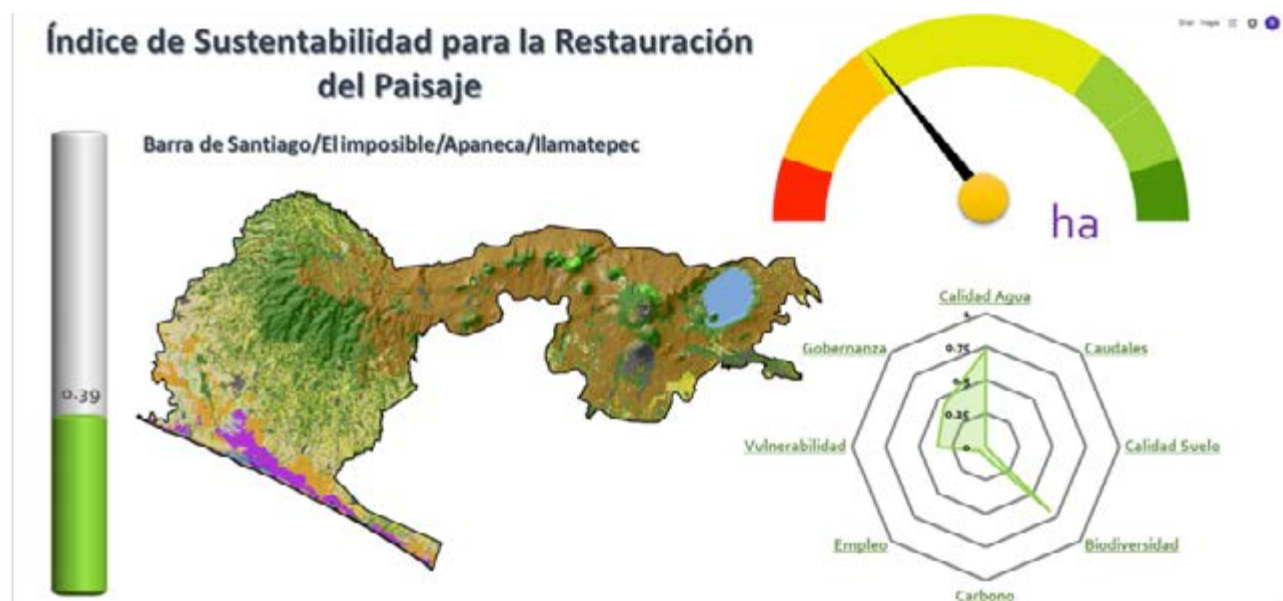 Índice de Sustentabilidad para la Restauración
del Paisaje
Barra de Santiago/El imposible/Apaneca/Ilamatepec
0.39
ha
Calidad Agua
1
Gobernanza
0.75
Caudales
0.5
0.25
Vulnerabilidad
0
Calidad Suelo
Empleo
Biodiversidad
Carbono